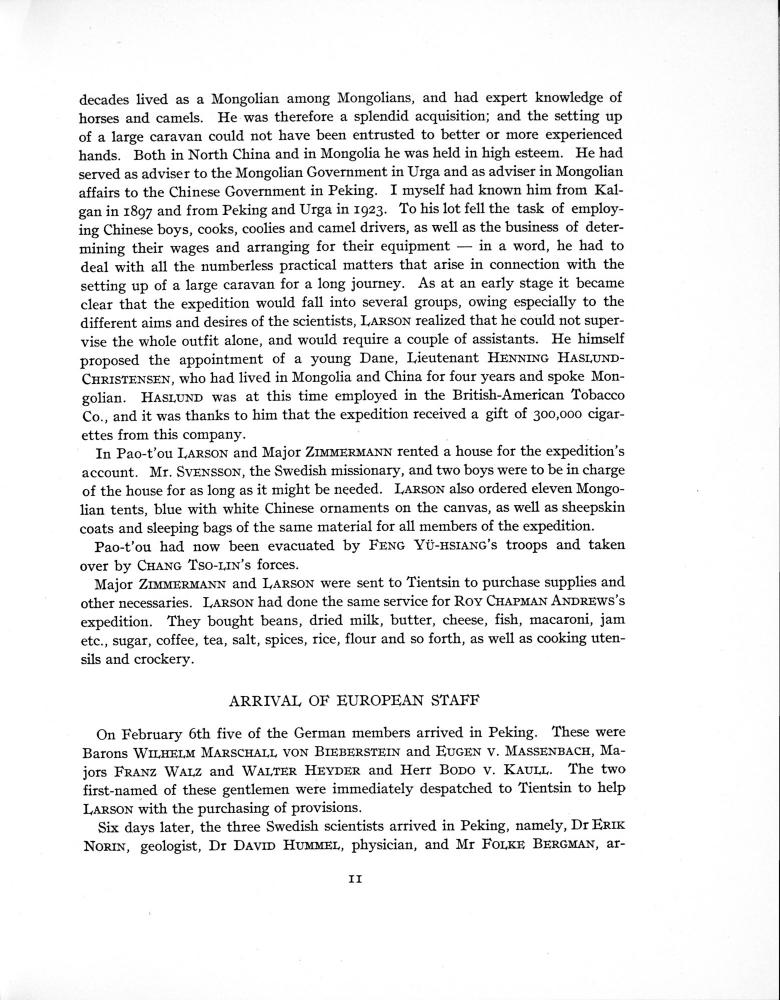 decades lived as a Mongolian among Mongolians, and had expert knowledge of
horses and camels. He was therefore a splendid acquisition; and the setting up
of a large caravan could not have been entrusted to better or more experienced
hands. Both in North China and in Mongolia he was held in high esteem. He had
served as adviser to the Mongolian Government in Urga and as adviser in Mongolian
affairs to the Chinese Government in Peking. I myself had known him from Kal-
gan in 1897 and from Peking and Urga in 1923. To his lot fell the task of employ-
ing Chinese boys, cooks, coolies and camel drivers, as well as the business of deter-
mining their wages and arranging for their equipment — in a word, he had to
deal with all the numberless practical matters that arise in connection with the
setting up of a large caravan for a long journey. As at an early stage it became
clear that the expedition would fall into several groups, owing especially to the
different aims and desires of the scientists, LARSON realized that he could not super-
vise the whole outfit alone, and would require a couple of assistants. He himself
proposed the appointment of a young Dane, Lieutenant HENNING HASLUND-
CHRISTENSEN, who had lived in Mongolia and China for four years and spoke Mon-
golian. HASLUND was at this time employed in the British-American Tobacco
Co., and it was thanks to him that the expedition received a gift of 300,000 cigar-
ettes from this company.
In Pao-t'ou LARSON and Major ZIMMERMANN rented a house for the expedition's
account. Mr. SVENSSON, the Swedish missionary, and two boys were to be in charge
of the house for as long as it might be needed. LARSON also ordered eleven Mongo-
lian tents, blue with white Chinese ornaments on the canvas, as well as sheepskin
coats and sleeping bags of the same material for all members of the expedition.
Pao-t'ou had now been evacuated by FENG YÜ-HSIANG's troops and taken
over by CHANG TSO-LIN's forces.
Major ZIMMERMANN and LARSON were sent to Tientsin to purchase supplies and
other necessaries. LARSON had done the same service for ROY CHAPMAN ANDREWS's
expedition. They bought beans, dried milk, butter, cheese, fish, macaroni, jam
etc., sugar, coffee, tea, salt, spices, rice, flour and so forth, as well as cooking uten-
sils and crockery.
ARRIVAL OF EUROPEAN STAFF
On February 6th five of the German members arrived in Peking. These were
Barons WILHELM MARSCHALL VON BIEBERSTEIN and EUGEN V. MASSENBACH, Ma-
jors FRANZ WALZ and WALTER HEYDER and Herr BODO V. KAULL. The two
first-named of these gentlemen were immediately despatched to Tientsin to help
LARSON with the purchasing of provisions.
Six days later, the three Swedish scientists arrived in Peking, namely, Dr ERIK
NORIN, geologist, Dr DAVID HUMMEL, physician, and Mr FOLKE BERGMAN, ar-
11